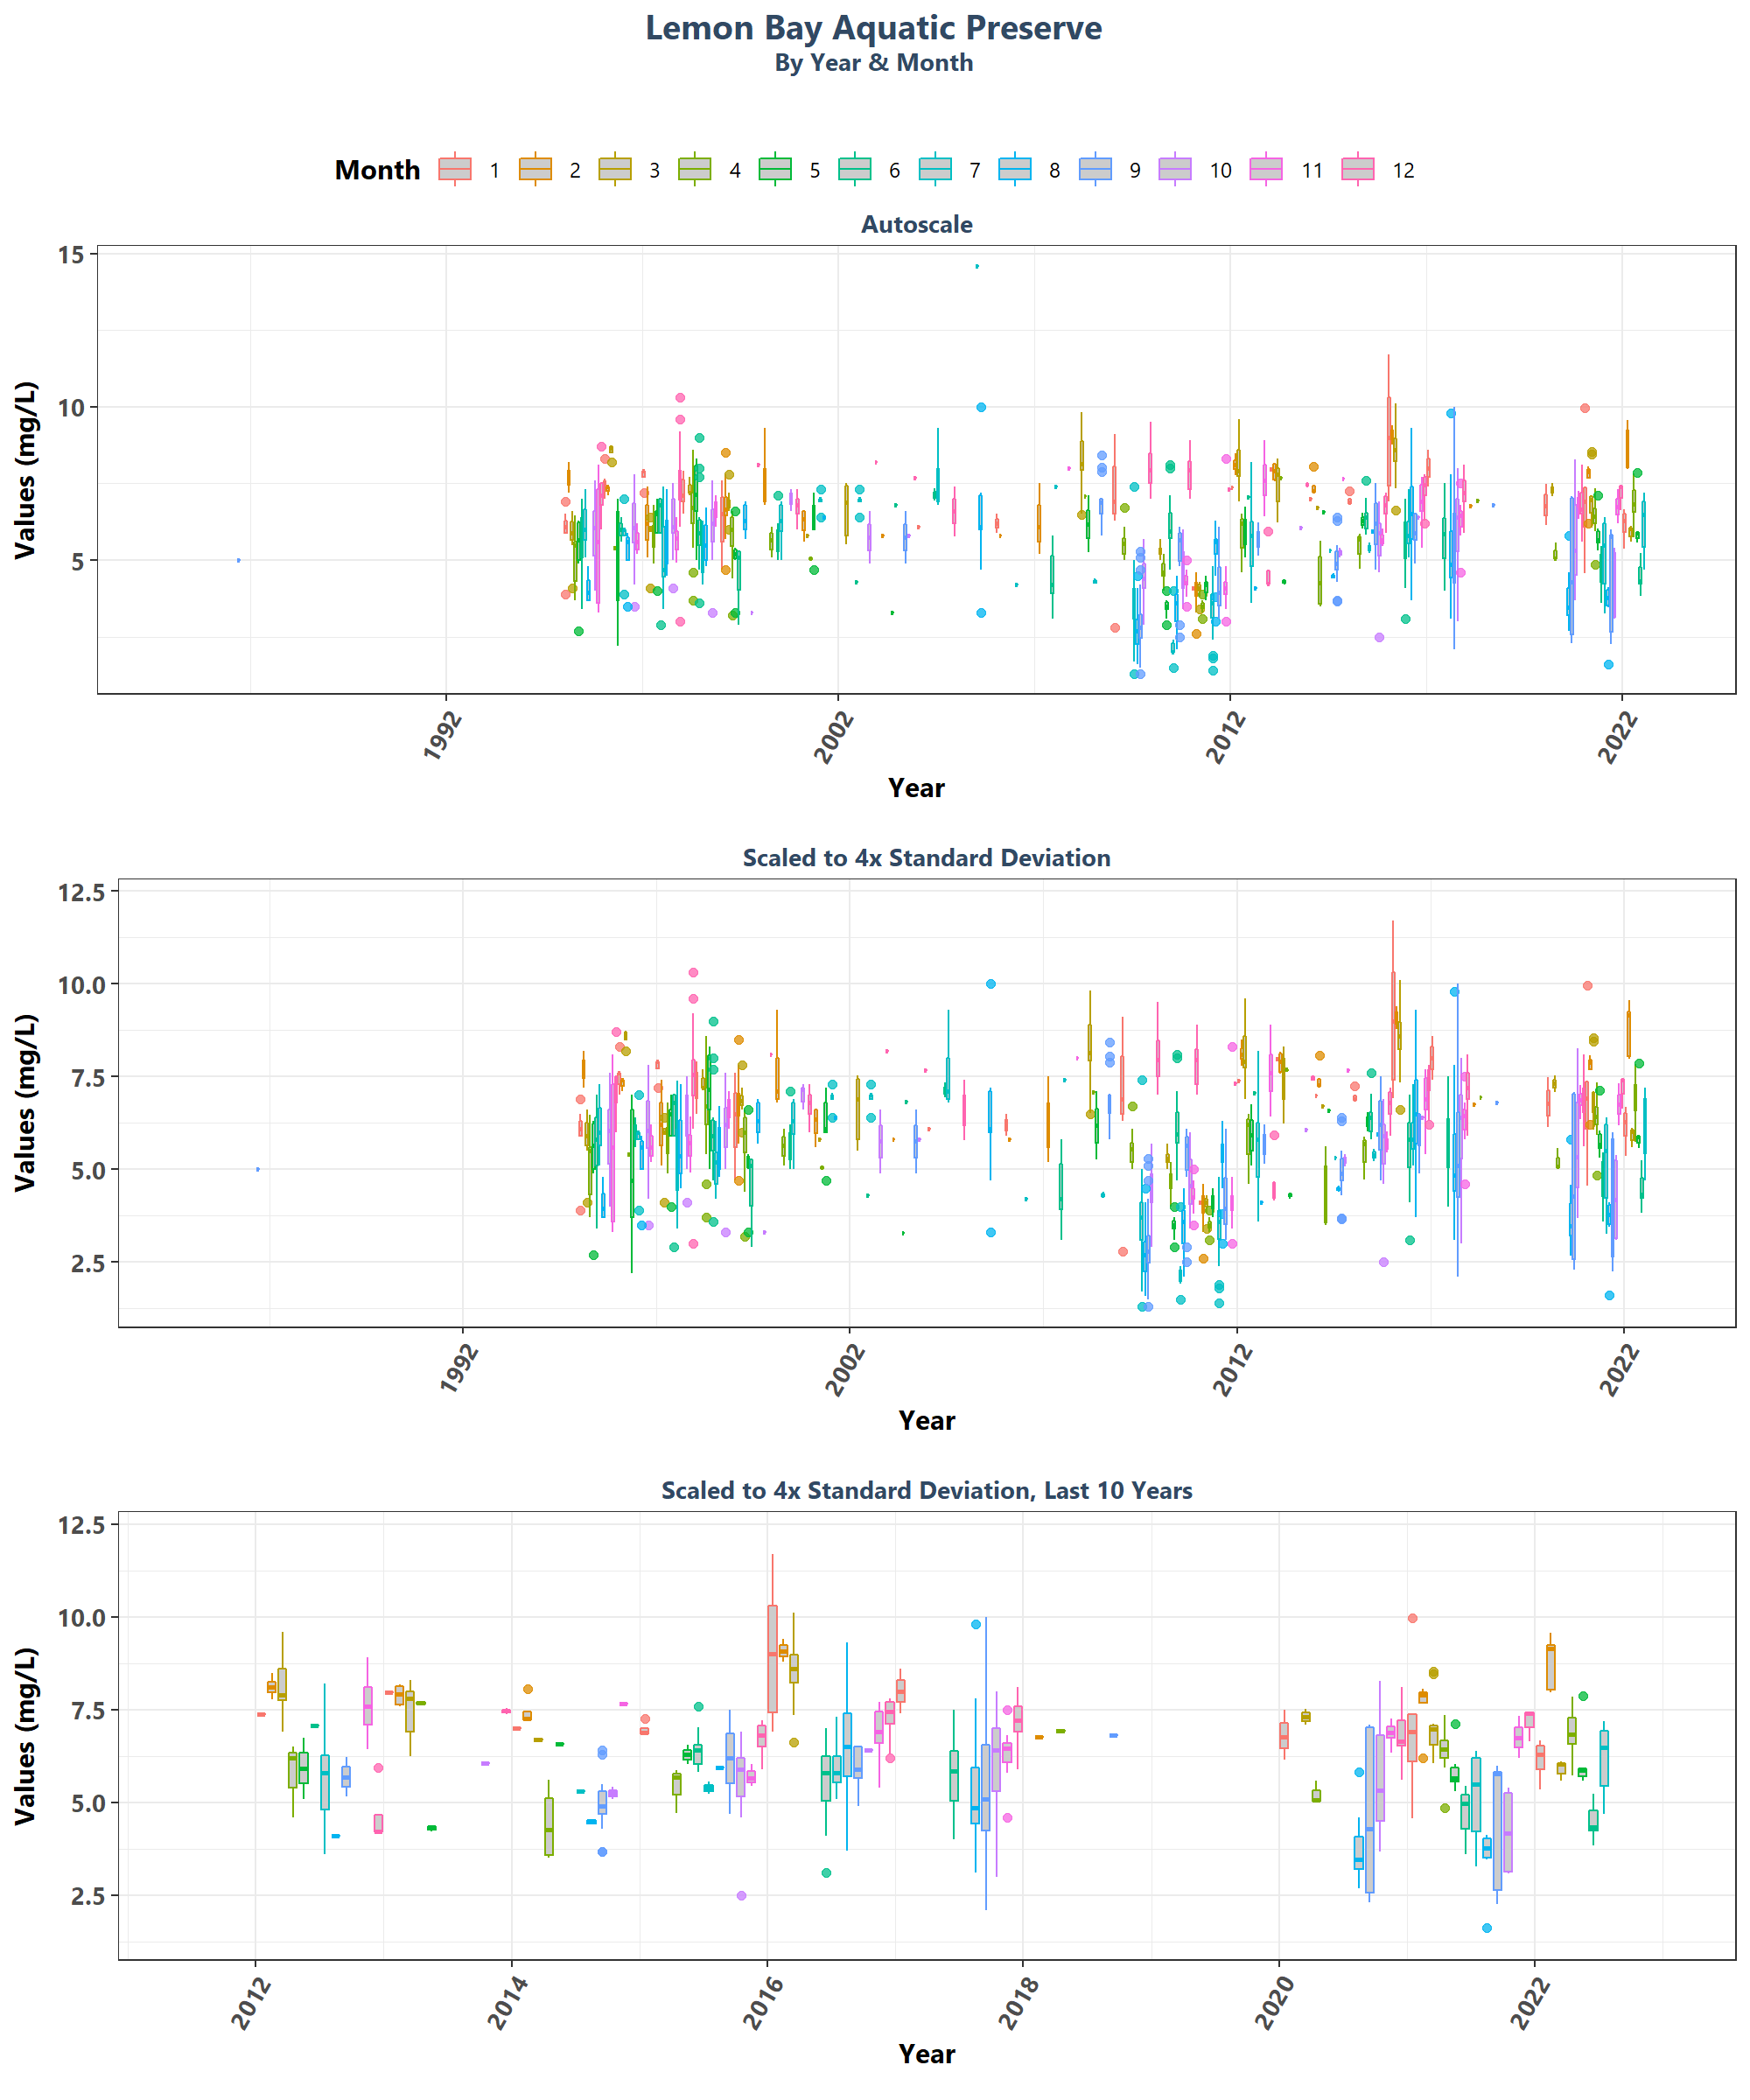 Lemon Bay Aquatic Preserve
By Year & Month
Month 1 2 3 4 5 6 7 8 9 10 11 12
Autoscale
Values (mg/L)
15
10
5
1992 2002 2012 2022
Year
Scaled to 4x Standard Deviation
Values (mg/L)
12.5
10.0
7.5
5.0
2.5
1992 2002 2012 2022
Year
Scaled to 4x Standard Deviation, Last 10 Years
Values (mg/L)
12.5
10.0
7.5
5.0
2.5
2012 2014 2016 2018 2020 2022
Year